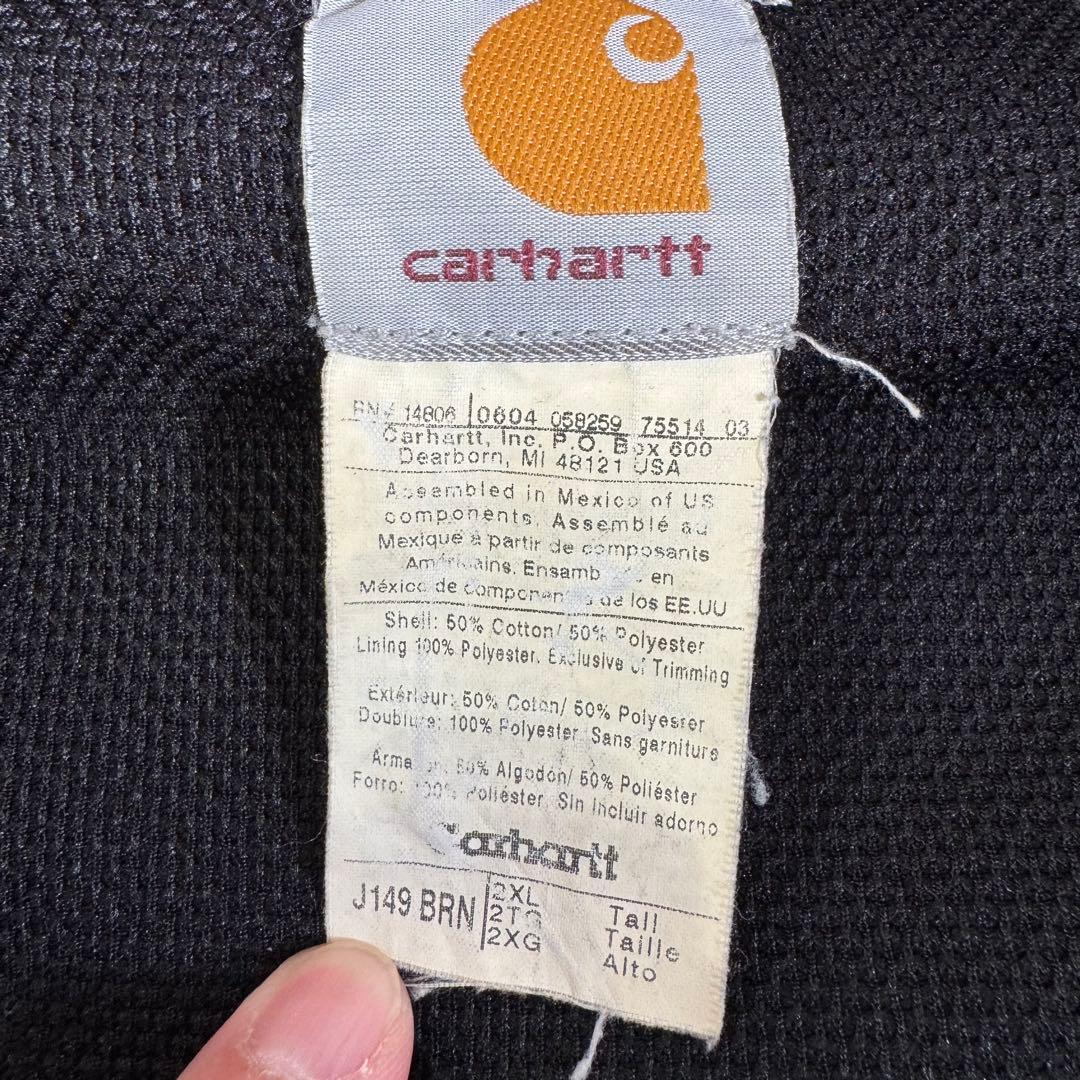 carhartt
RN# 14806 0604 058259 75514 03
Carhartt, Inc. P.O. Box 600
Dearborn, MI 48121 USA
Assembled in Mexico of US
components. Assemblé au
Mexique à partir de composants
Américains. en
México de los EE.UU
Shell: 50% Cotton/ 50% Polyester
Lining 100% Polyester. Exclusive of Trimming
Extérieur: 50% Coton/ 50% Polyester
Doublure: 100% Polyester. Sans garniture
50% Algodón/ 50% Poliéster
Forro: 100% Poliéster. Sin Incluir adorno
Carhartt
J149 BRN 2XL Tall
2TG Taille
2XG Alto